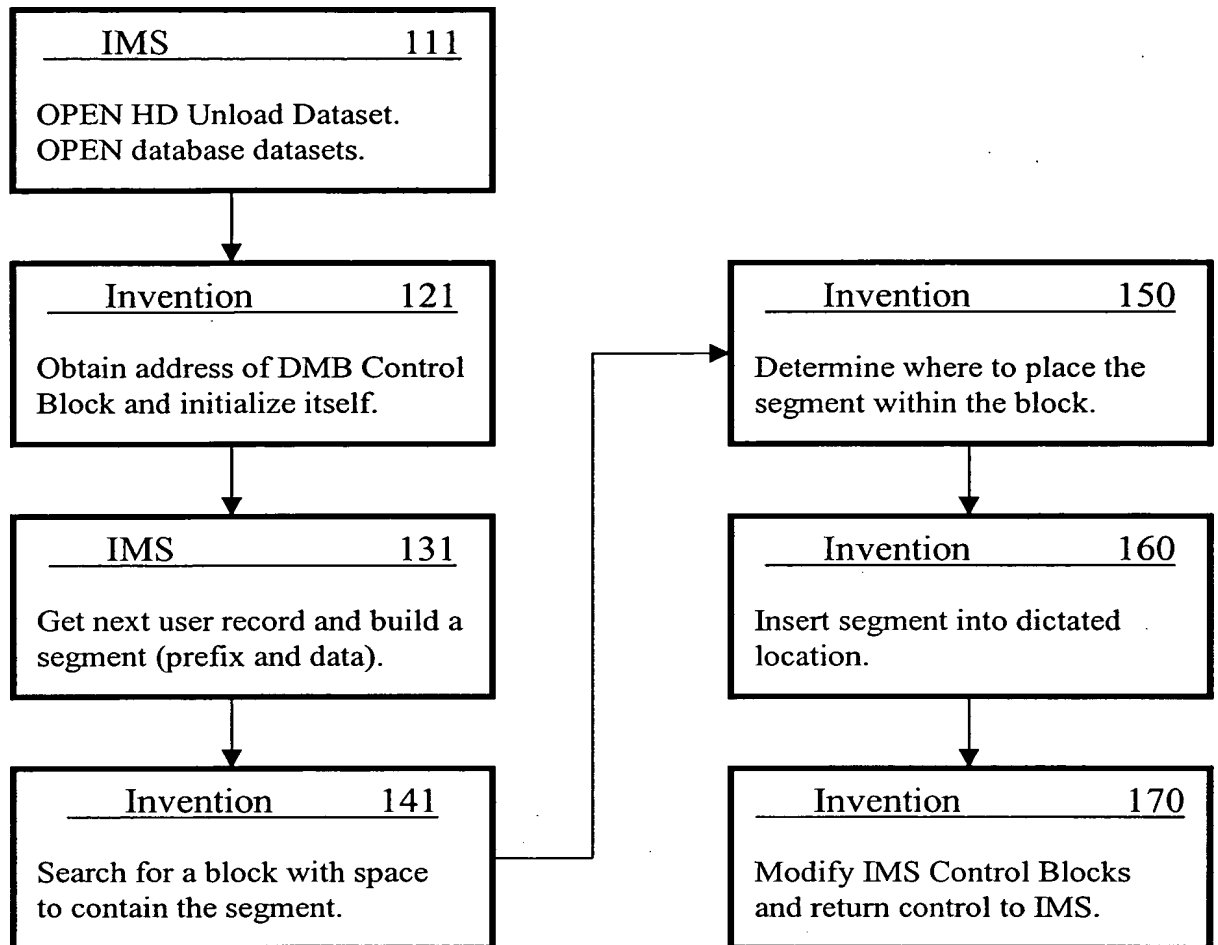 IMS 111
OPEN HD Unload Dataset.
OPEN database datasets.
Invention 121
Obtain address of DMB Control
Block and initialize itself.
IMS 131
Get next user record and build a
segment (prefix and data).
Invention 141
Search for a block with space
to contain the segment.
Invention 150
Determine where to place the
segment within the block.
Invention 160
Insert segment into dictated
location.
Invention 170
Modify IMS Control Blocks
and return control to IMS.